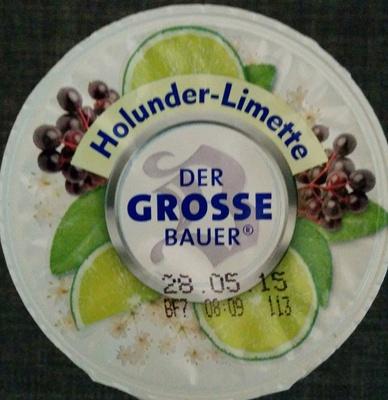 Holunder-Limette
DER
GROSSE
BAUER®
28.05 15
BF7 08:09 113